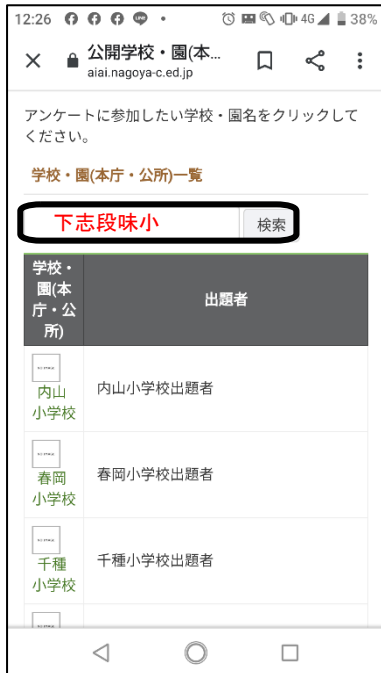 12:26 4G 38%
公開学校・園(本...
aiai.nagoya-c.ed.jp
アンケートに参加したい学校・園名をクリックして
ください。
学校・園(本庁・公所)一覧
下志段味小 検索
学校・
園(本
庁・公
所)
出題者
内山
小学校
内山小学校出題者
春岡
小学校
春岡小学校出題者
千種
小学校
千種小学校出題者